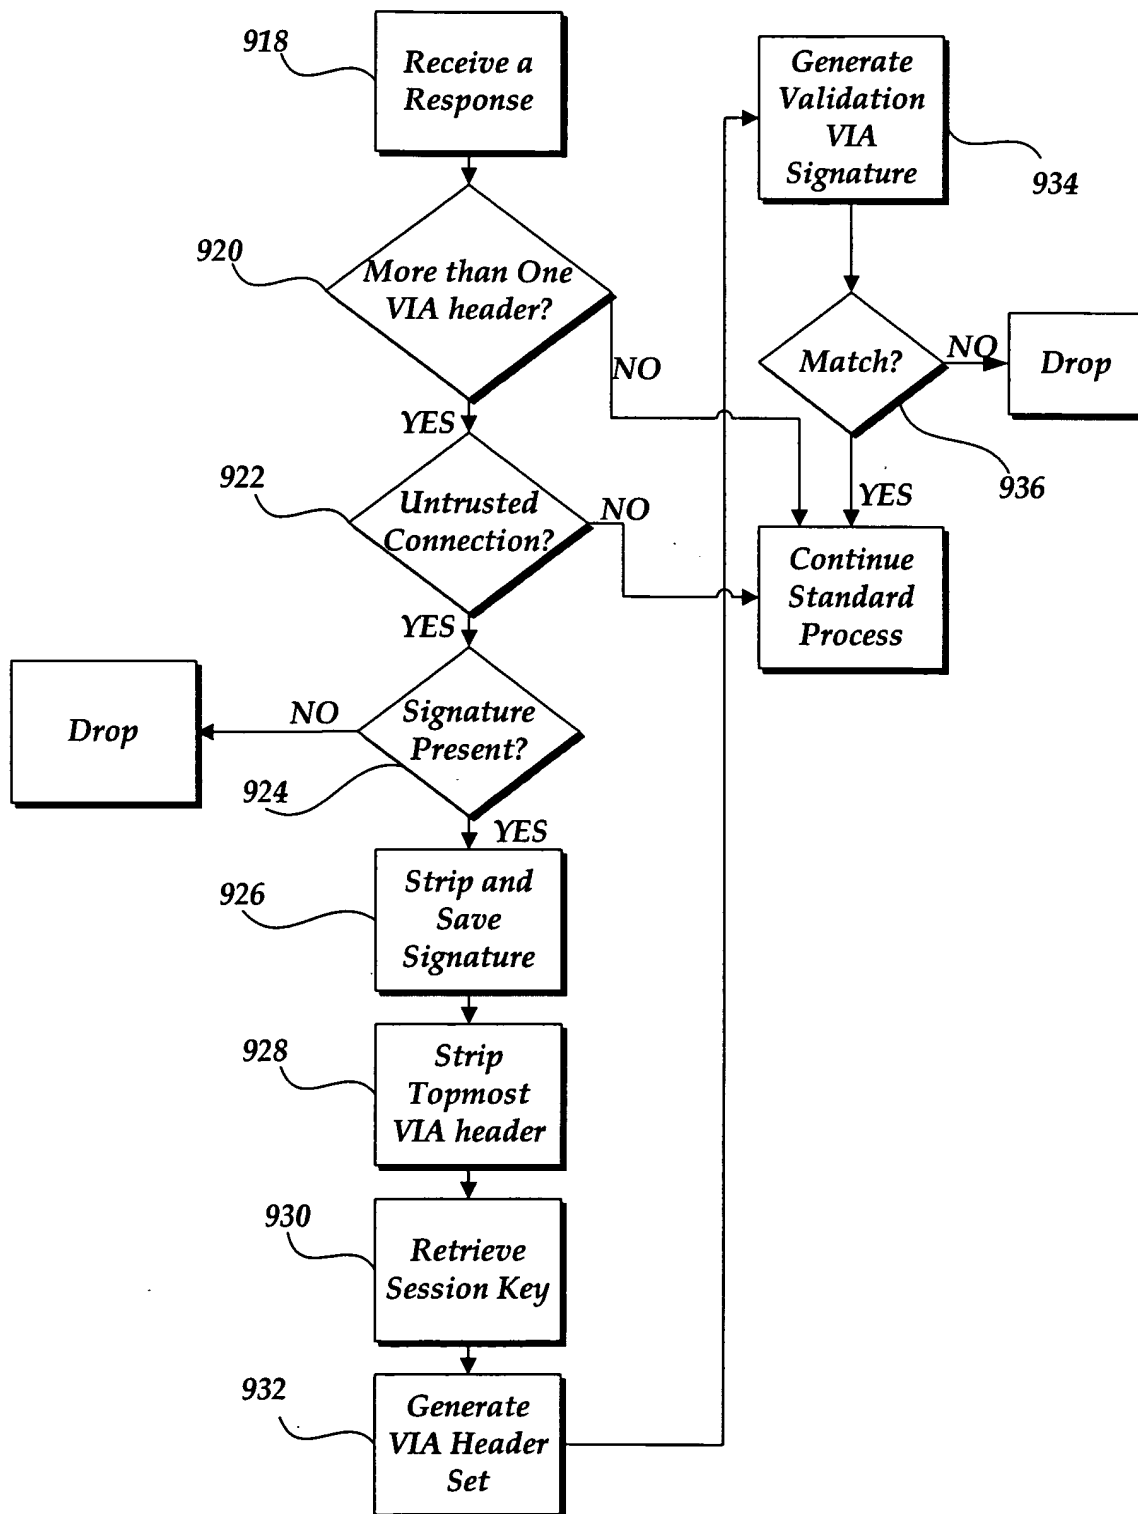 918
Receive a
Response
920
More than One
VIA header?
NO
YES
922
Untrusted
Connection?
NO
YES
Drop
NO
Signature
Present?
924
YES
926
Strip and
Save
Signature
928
Strip
Topmost
VIA header
930
Retrieve
Session Key
932
Generate
VIA Header
Set
Generate
Validation
VIA
Signature
934
Match?
NO
Drop
936
YES
Continue
Standard
Process